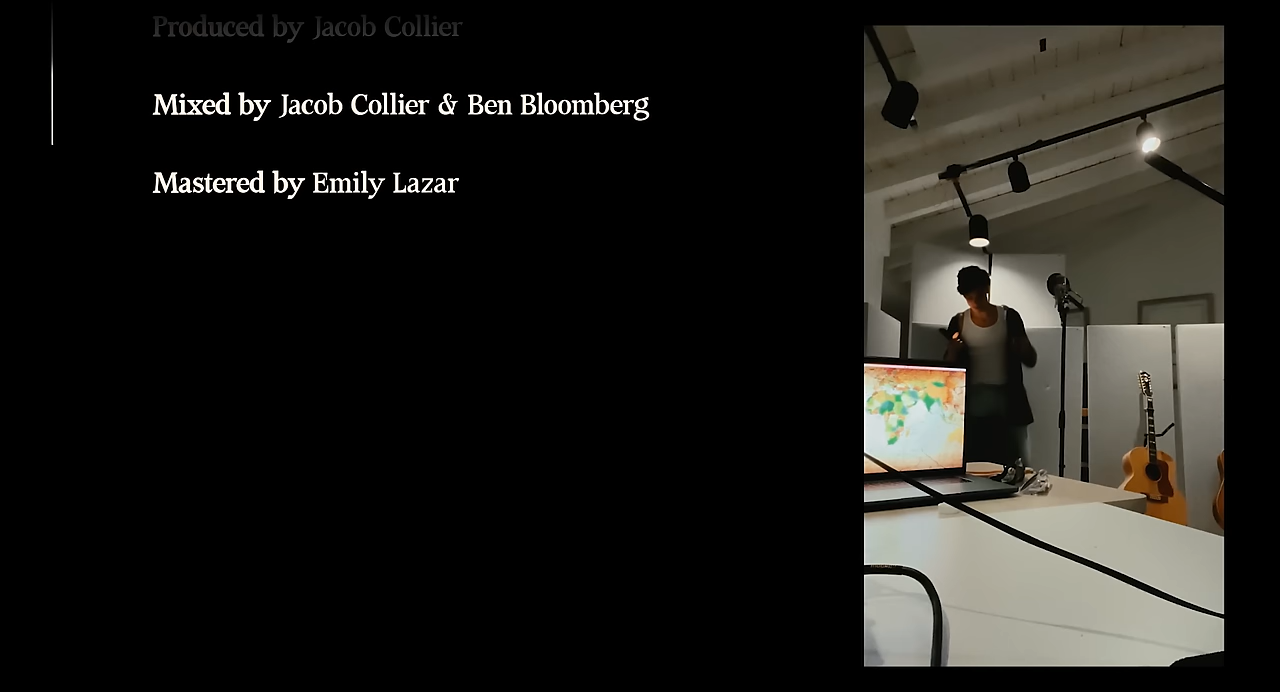 Produced by Jacob Collier
Mixed by Jacob Collier & Ben Bloomberg
Mastered by Emily Lazar